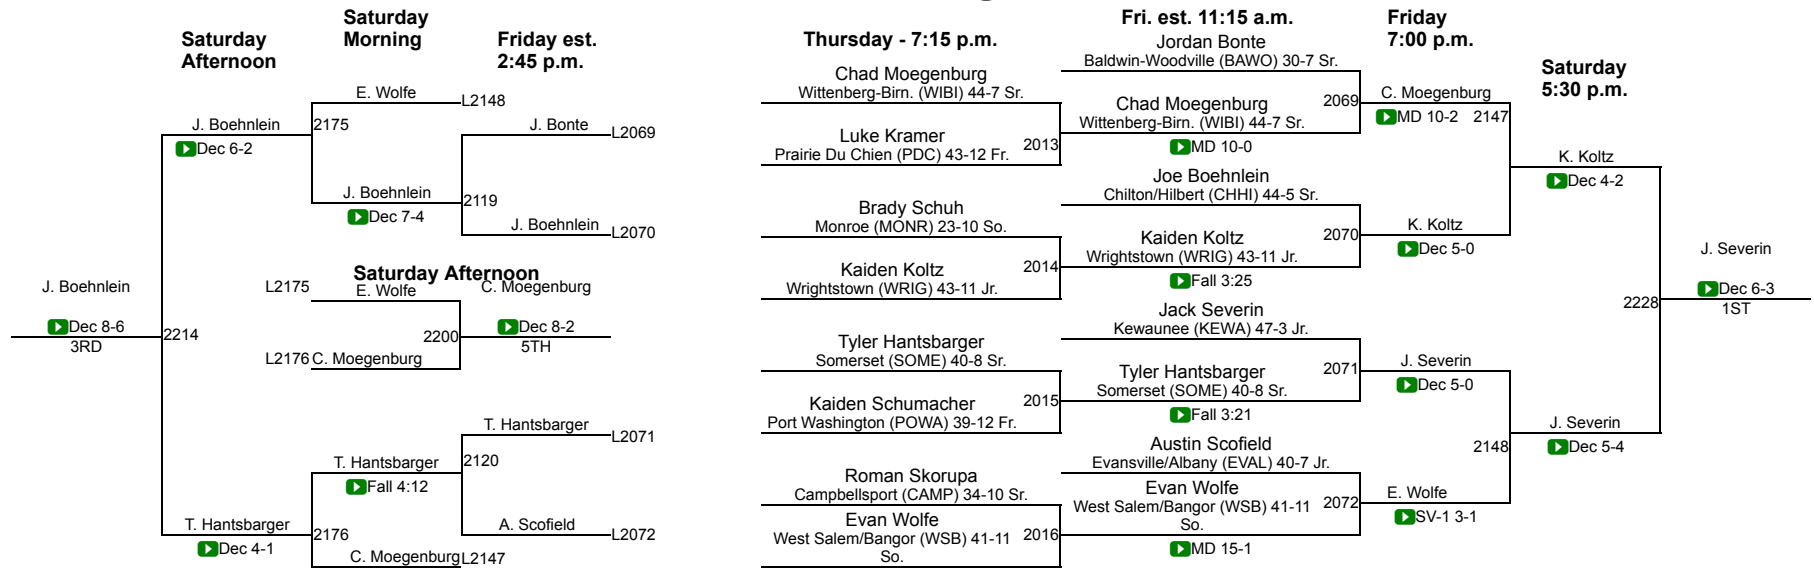 Saturday
Afternoon
Saturday
Morning
Friday est.
2:45 p.m.
E. Wolfe
L2148
J. Boehnlein
2175
Dec 6-2
J. Bonte
L2069
J. Boehnlein
2119
Dec 7-4
J. Boehnlein
L2070
Saturday Afternoon
J. Boehnlein
L2175
E. Wolfe
C. Moegenburg
Dec 8-6
2214
3RD
2200
Dec 8-2
5TH
L2176
C. Moegenburg
T. Hantsbarger
L2071
T. Hantsbarger
2120
Fall 4:12
T. Hantsbarger
2176
Dec 4-1
A. Scofield
L2072
C. Moegenburg
L2147
Thursday - 7:15 p.m.
Fri. est. 11:15 a.m.
Friday
7:00 p.m.
Saturday
5:30 p.m.
Chad Moegenburg
Wittenberg-Birn. (WIBI) 44-7 Sr.
Luke Kramer
Prairie Du Chien (PDC) 43-12 Fr.
2013
Brady Schuh
Monroe (MONR) 23-10 So.
Kaiden Koltz
Wrightstown (WRIG) 43-11 Jr.
2014
Tyler Hantsbarger
Somerset (SOME) 40-8 Sr.
Kaiden Schumacher
Port Washington (POWA) 39-12 Fr.
2015
Roman Skorupa
Campbellsport (CAMP) 34-10 Sr.
Evan Wolfe
West Salem/Bangor (WSB) 41-11
So.
2016
Jordan Bonte
Baldwin-Woodville (BAWO) 30-7 Sr.
Chad Moegenburg
Wittenberg-Birn. (WIBI) 44-7 Sr.
MD 10-0
2069
Joe Boehnlein
Chilton/Hilbert (CHHI) 44-5 Sr.
Kaiden Koltz
Wrightstown (WRIG) 43-11 Jr.
Fall 3:25
2070
Jack Severin
Kewaunee (KEWA) 47-3 Jr.
Tyler Hantsbarger
Somerset (SOME) 40-8 Sr.
Fall 3:21
2071
Austin Scofield
Evansville/Albany (EVAL) 40-7 Jr.
Evan Wolfe
West Salem/Bangor (WSB) 41-11
So.
MD 15-1
2072
C. Moegenburg
MD 10-2
2147
K. Koltz
Dec 5-0
J. Severin
Dec 5-0
2148
E. Wolfe
SV-1 3-1
K. Koltz
Dec 4-2
2228
J. Severin
Dec 5-4
J. Severin
Dec 6-3
1ST